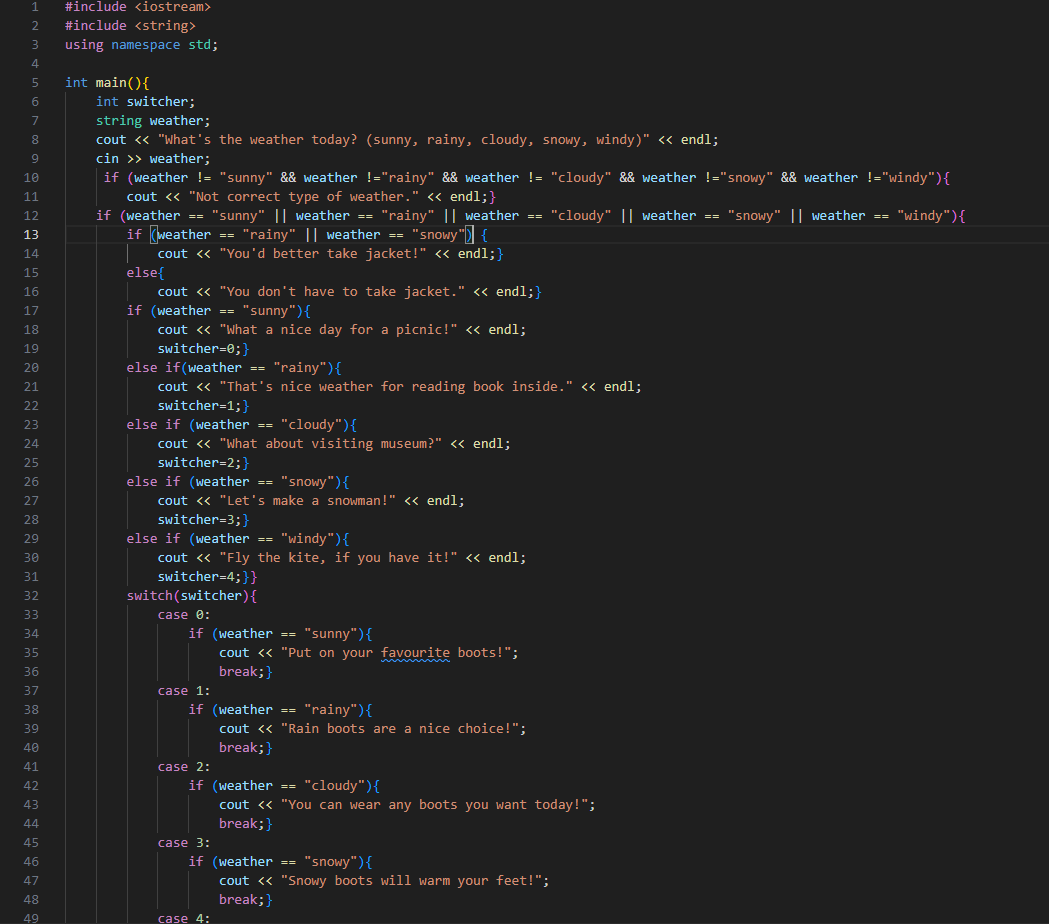 1 #include <iostream>
2 #include <string>
3 using namespace std;
4
5 int main(){
6     int switcher;
7     string weather;
8     cout << "What's the weather today? (sunny, rainy, cloudy, snowy, windy)" << endl;
9     cin >> weather;
10      if (weather != "sunny" && weather !="rainy" && weather != "cloudy" && weather !="snowy" && weather !="windy"){
11         cout << "Not correct type of weather." << endl;}
12     if (weather == "sunny" || weather == "rainy" || weather == "cloudy" || weather == "snowy" || weather == "windy"){
13         if (weather == "rainy" || weather == "snowy") {
14             cout << "You'd better take jacket!" << endl;}
15         else{
16             cout << "You don't have to take jacket." << endl;}
17         if (weather == "sunny"){
18             cout << "What a nice day for a picnic!" << endl;
19             switcher=0;}
20         else if(weather == "rainy"){
21             cout << "That's nice weather for reading book inside." << endl;
22             switcher=1;}
23         else if (weather == "cloudy"){
24             cout << "What about visiting museum?" << endl;
25             switcher=2;}
26         else if (weather == "snowy"){
27             cout << "Let's make a snowman!" << endl;
28             switcher=3;}
29         else if (weather == "windy"){
30             cout << "Fly the kite, if you have it!" << endl;
31             switcher=4;}}
32         switch(switcher){
33             case 0:
34                 if (weather == "sunny"){
35                     cout << "Put on your favourite boots!";
36                     break;}
37             case 1:
38                 if (weather == "rainy"){
39                     cout << "Rain boots are a nice choice!";
40                     break;}
41             case 2:
42                 if (weather == "cloudy"){
43                     cout << "You can wear any boots you want today!";
44                     break;}
45             case 3:
46                 if (weather == "snowy"){
47                     cout << "Snowy boots will warm your feet!";
48                     break;}
49             case 4: